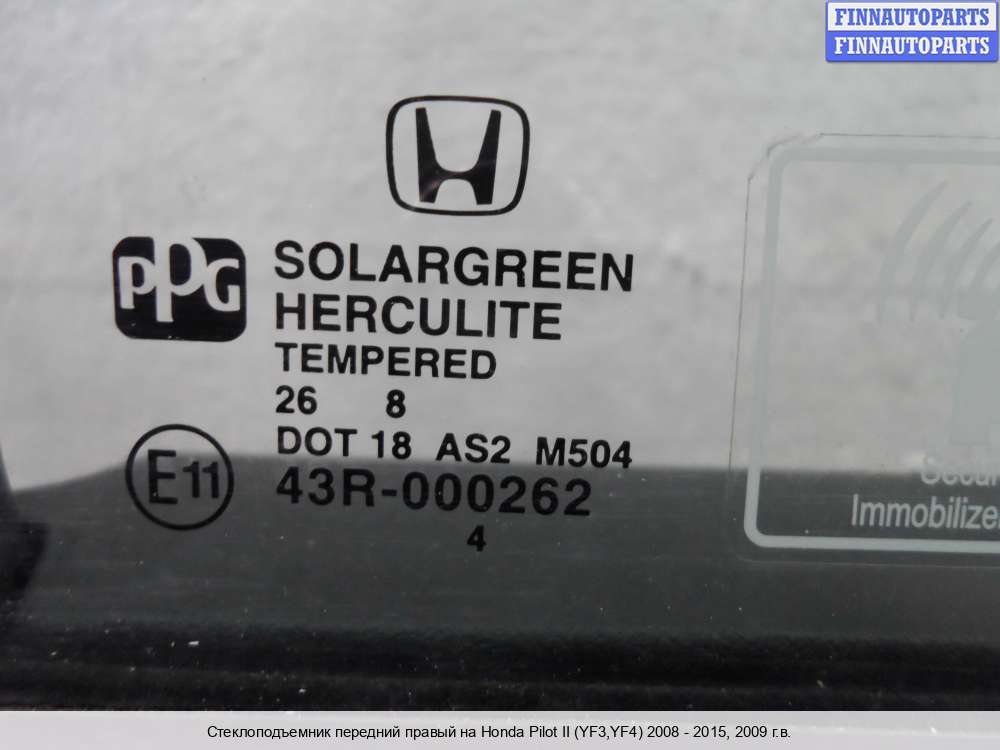 FINNAUTOPARTS
FINNAUTOPARTS
PPG
SOLARGREEN
HERCULITE
TEMPERED
26 8
DOT 18 AS2 M504
E11
43R-000262
4
Immobilize
Стеклоподъемник передний правый на Honda Pilot II (YF3,YF4) 2008 - 2015, 2009 г.в.